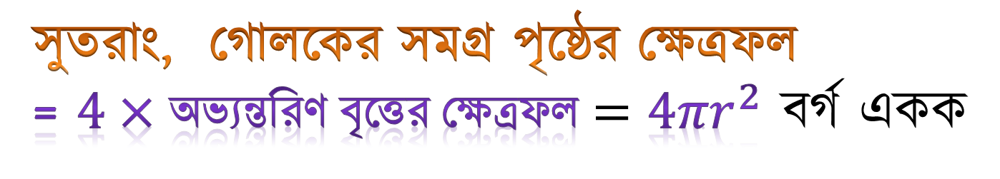 সুতরাং, গোলকের সমগ্র পৃষ্ঠের ক্ষেত্রফল
= 4 × অভ্যন্তরিণ বৃত্তের ক্ষেত্রফল = 4πr² বর্গ একক